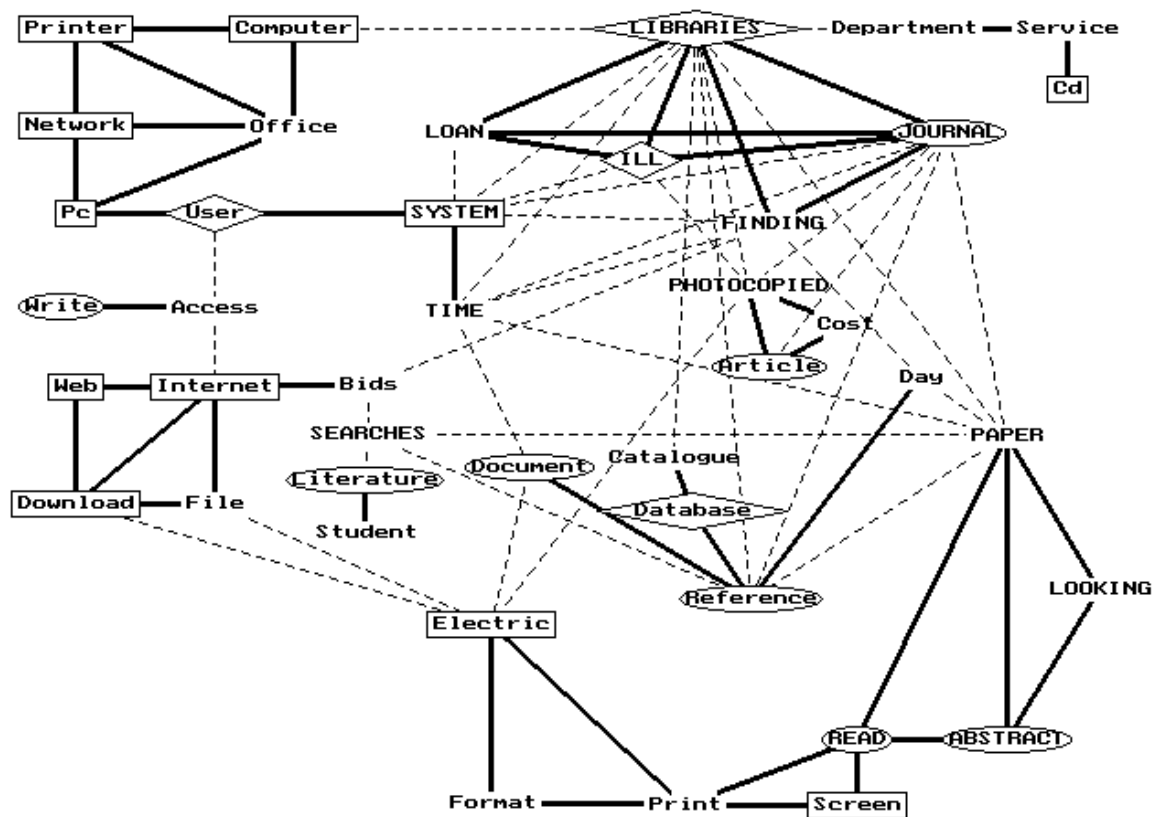 Printer
Computer
LIBRARIES
Department
Service
Cd
Network
Office
LOAN
JOURNAL
ILL
Pc
User
SYSTEM
FINDING
PHOTOCOPIED
Write
Access
TIME
Cost
Article
Day
Web
Internet
Bids
SEARCHES
PAPER
Document
Catalogue
Literature
Download
File
Database
Student
LOOKING
Reference
Electric
READ
ABSTRACT
Format
Print
Screen